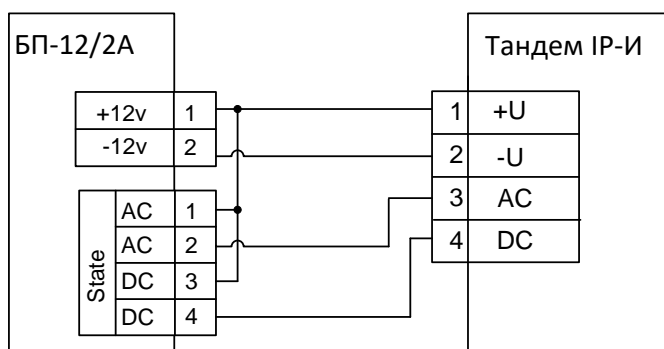 БП-12/2А
+12v 1
-12v 2
State
AC 1
AC 2
DC 3
DC 4
Тандем IP-И
1 +U
2 -U
3 AC
4 DC